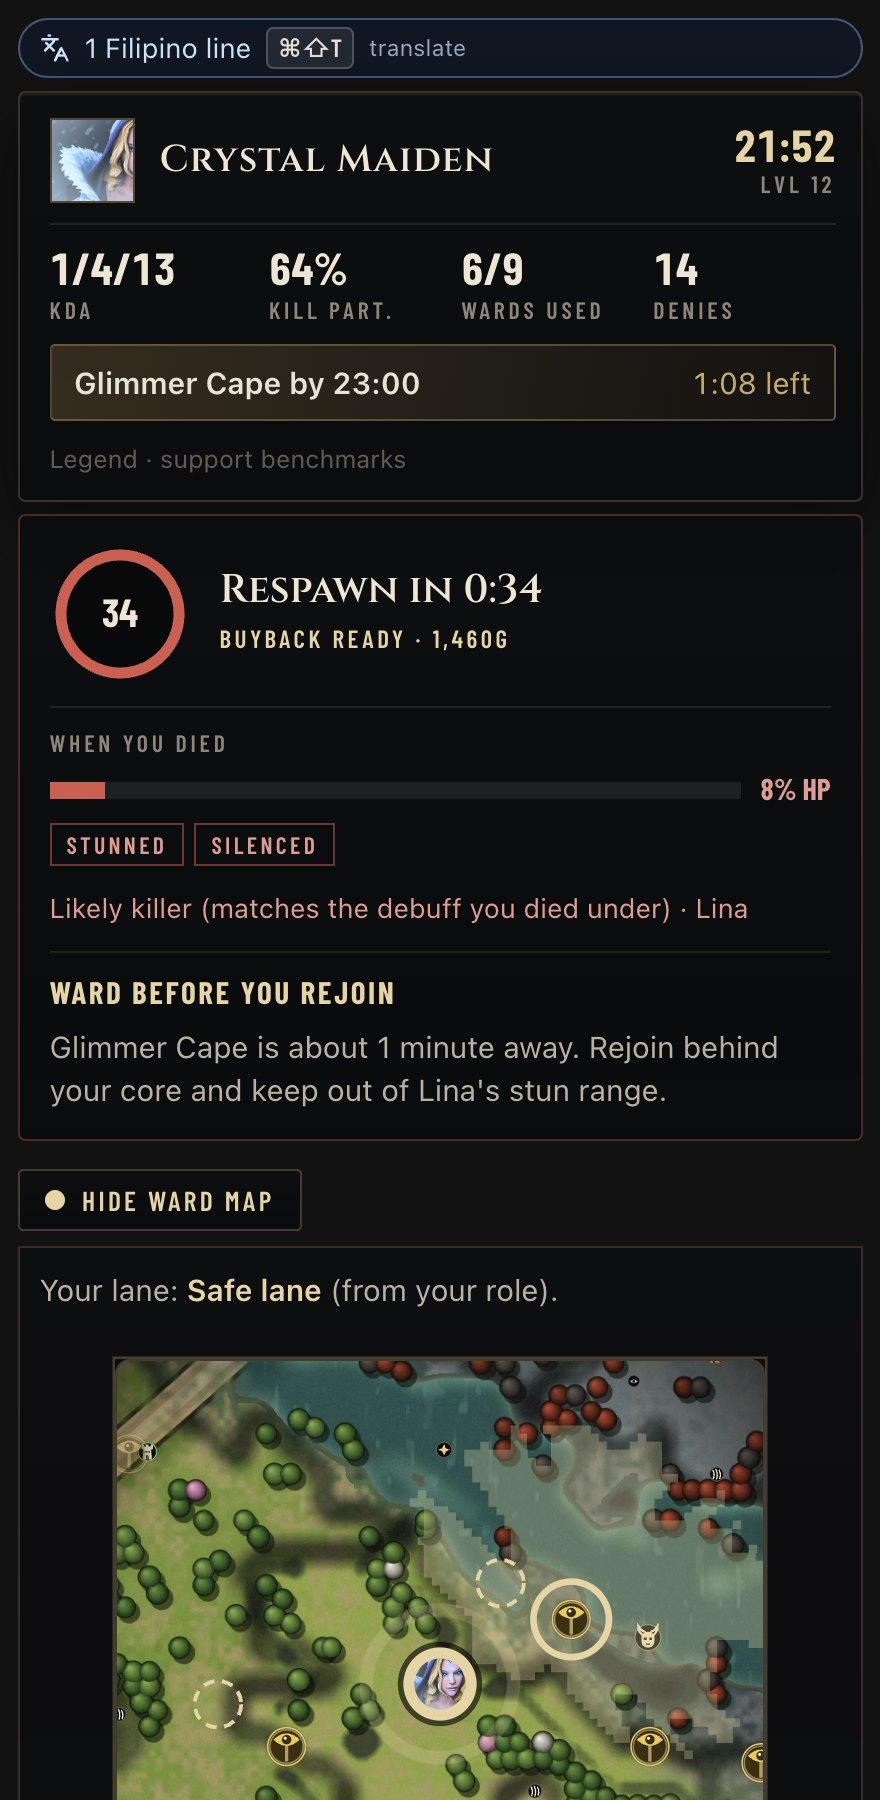 1 Filipino line ⌘⇧T translate
CRYSTAL MAIDEN
21:52
LVL 12
1/4/13 64% 6/9 14
KDA KILL PART. WARDS USED DENIES
Glimmer Cape by 23:00 1:08 left
Legend · support benchmarks
34
RESPAWN IN 0:34
BUYBACK READY · 1,460G
WHEN YOU DIED
8% HP
STUNNED SILENCED
Likely killer (matches the debuff you died under) · Lina
WARD BEFORE YOU REJOIN
Glimmer Cape is about 1 minute away. Rejoin behind
your core and keep out of Lina's stun range.
HIDE WARD MAP
Your lane: Safe lane (from your role).